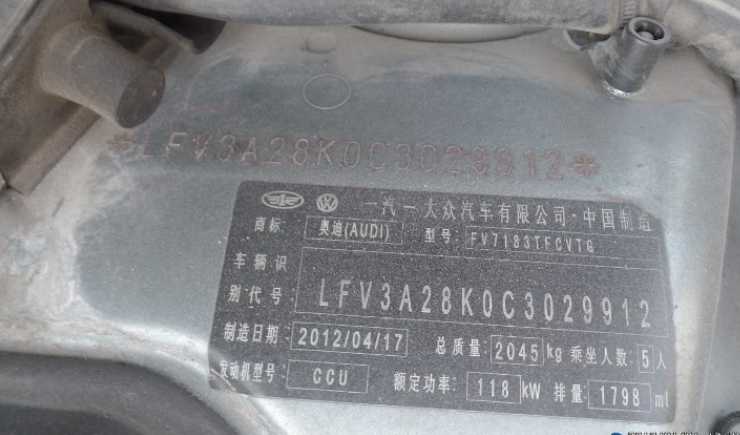 *LFV3A28K0C3029912*
一汽-大众汽车有限公司·中国制造
商标: 奥迪(AUDI) 型号: FV7183TFCVTG
车辆识
别代号: LFV3A28K0C3029912
制造日期: 2012/04/17 总质量: 2045 kg 乘坐人数: 5 人
发动机型号: CCU 额定功率: 118 kW 排量: 1798 ml